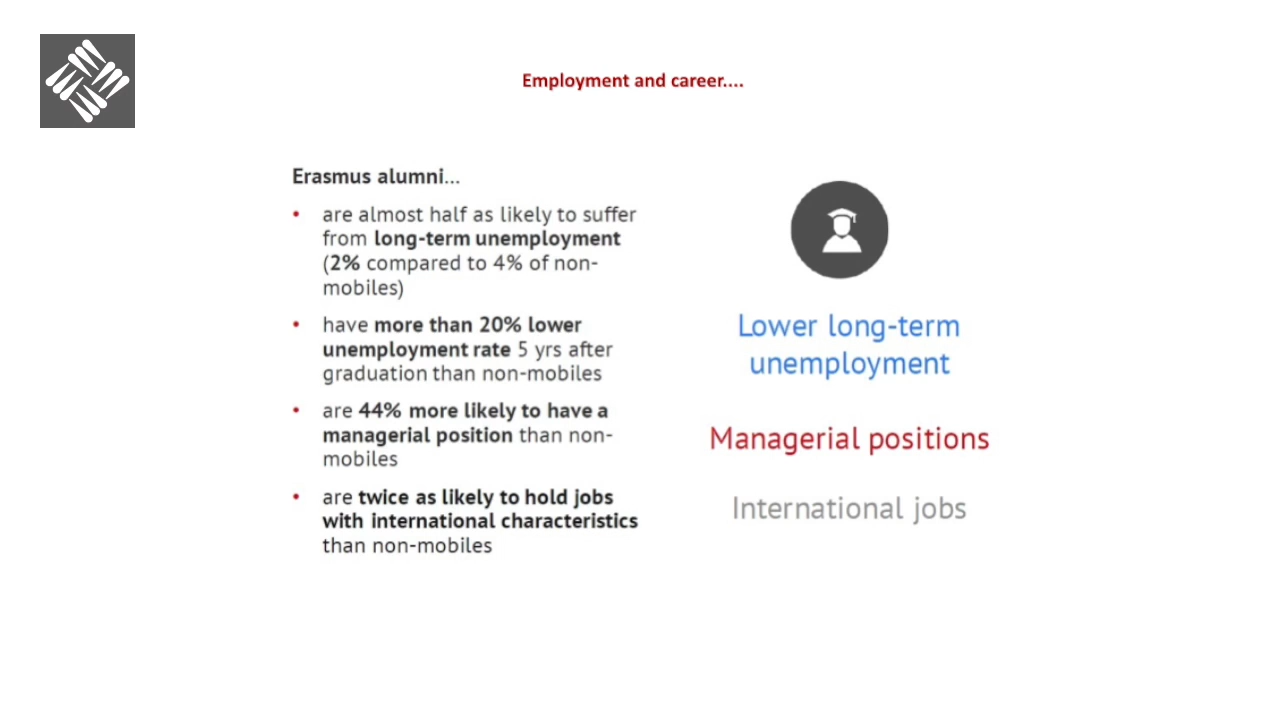 Employment and career....
Erasmus alumni...
• are almost half as likely to suffer
from long-term unemployment
(2% compared to 4% of non-
mobiles)
• have more than 20% lower
unemployment rate 5 yrs after
graduation than non-mobiles
• are 44% more likely to have a
managerial position than non-
mobiles
• are twice as likely to hold jobs
with international characteristics
than non-mobiles
Lower long-term
unemployment
Managerial positions
International jobs